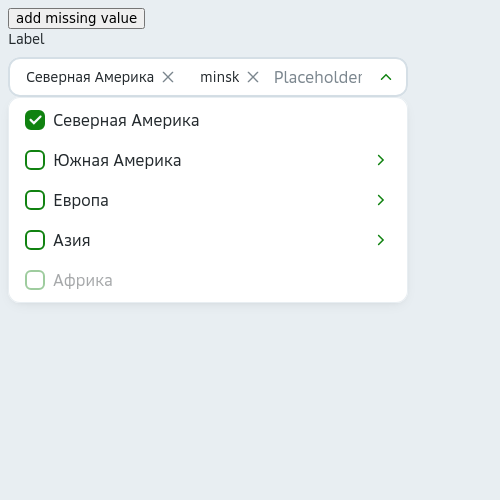 add missing value
Label
Северная Америка minsk Placeholder
Северная Америка
Южная Америка
Европа
Азия
Африка